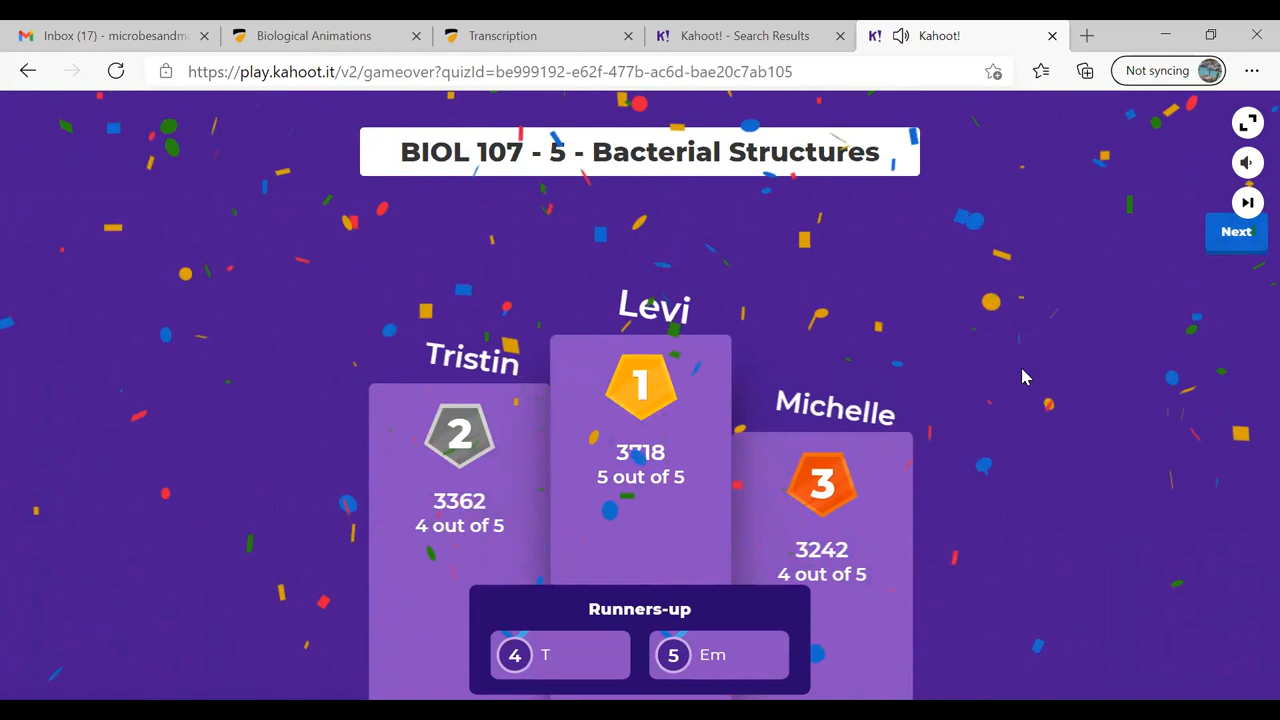 Inbox (17) - microbesandm
Biological Animations
Transcription
K! Kahoot! - Search Results
K! Kahoot!
https://play.kahoot.it/v2/gameover?quizId=be999192-e62f-477b-ac6d-bae20c7ab105
Not syncing
BIOL 107 - 5 - Bacterial Structures
Next
Levi
1
3718
5 out of 5
Tristin
2
3362
4 out of 5
Michelle
3
3242
4 out of 5
Runners-up
4 T
5 Em